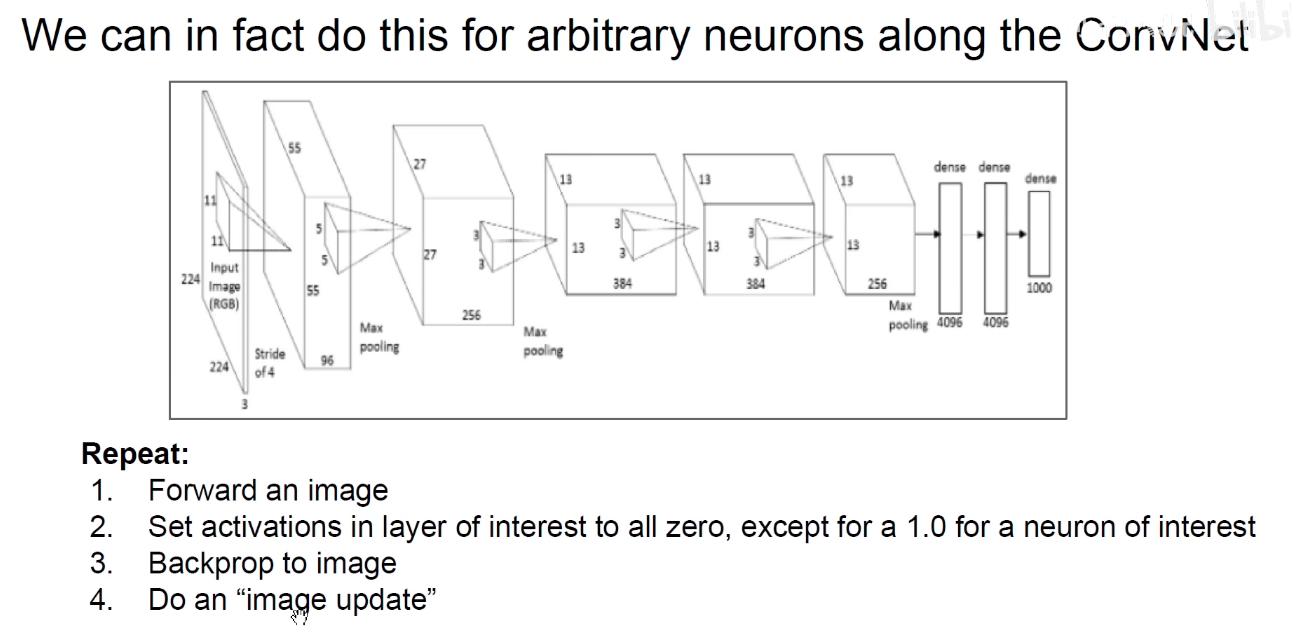 We can in fact do this for arbitrary neurons along the ConvNet
55
27
13
13
13
dense dense
dense
11
11
5
5
3
3
3
3
3
3
224
Input
Image
(RGB)
55
27
13
13
13
256
384
384
256
1000
Max
pooling
Max
pooling
Max
pooling
4096
4096
224
Stride
of 4
96
3
Repeat:
1. Forward an image
2. Set activations in layer of interest to all zero, except for a 1.0 for a neuron of interest
3. Backprop to image
4. Do an “image update”